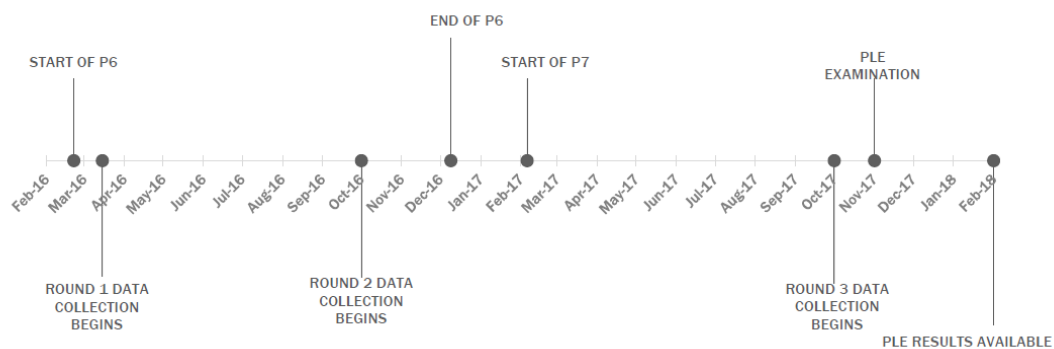 END OF P6
START OF P6
START OF P7
PLE
EXAMINATION
Feb-16
Mar-16
Apr-16
May-16
Jun-16
Jul-16
Aug-16
Sep-16
Oct-16
Nov-16
Dec-16
Jan-17
Feb-17
Mar-17
Apr-17
May-17
Jun-17
Jul-17
Aug-17
Sep-17
Oct-17
Nov-17
Dec-17
Jan-18
Feb-18
ROUND 1 DATA
COLLECTION
BEGINS
ROUND 2 DATA
COLLECTION
BEGINS
ROUND 3 DATA
COLLECTION
BEGINS
PLE RESULTS AVAILABLE